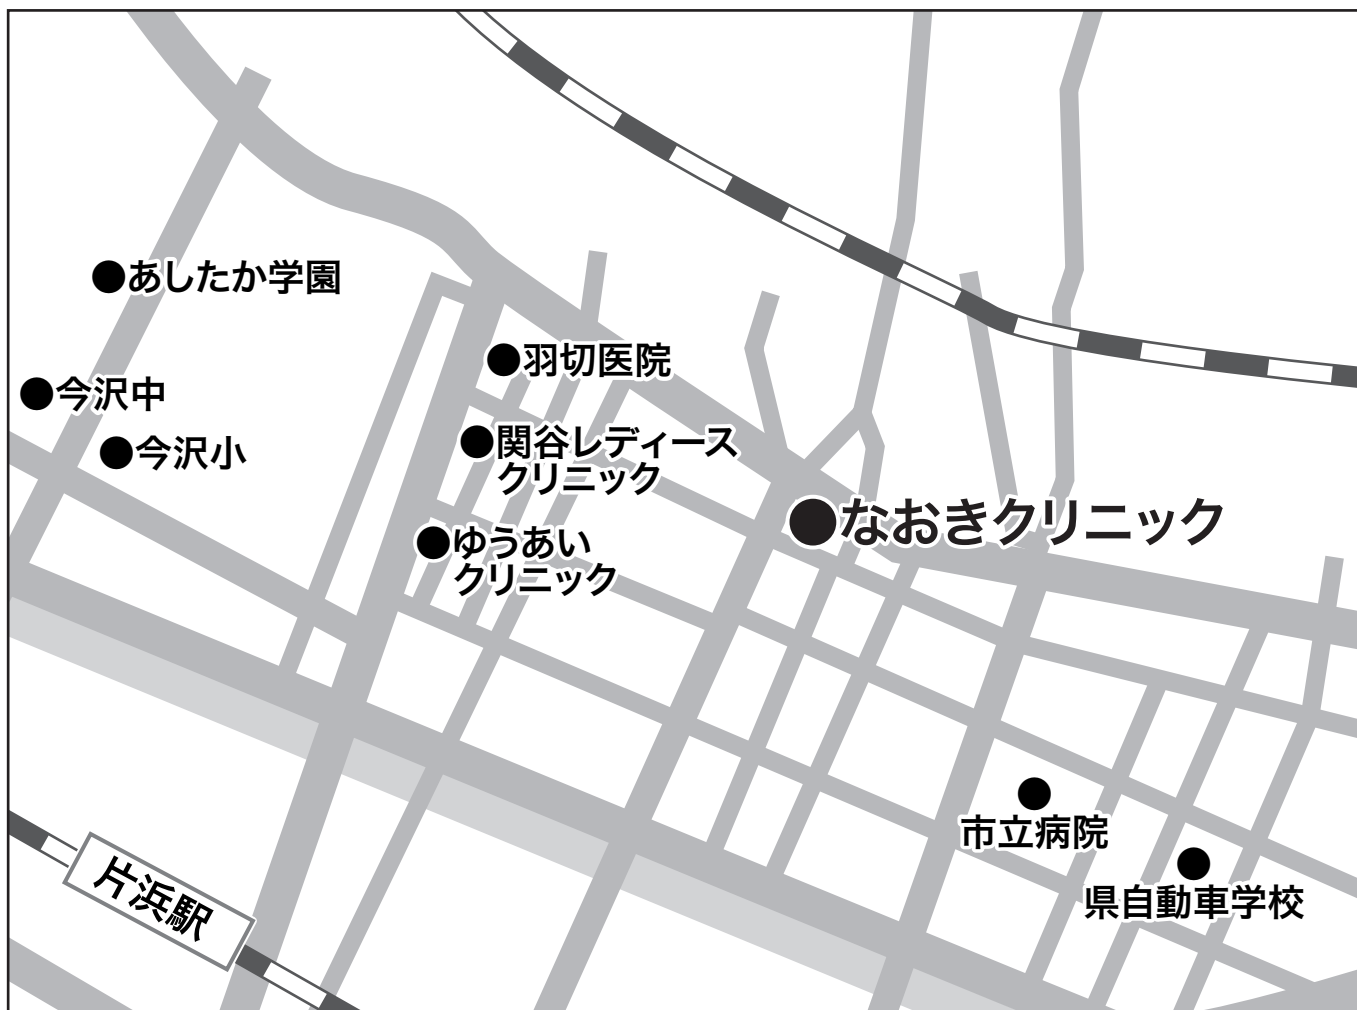 ●あしたか学園
●羽切医院
●今沢中
●関谷レディース
クリニック
●今沢小
●なおきクリニック
●ゆうあい
クリニック
市立病院
片浜駅
県自動車学校